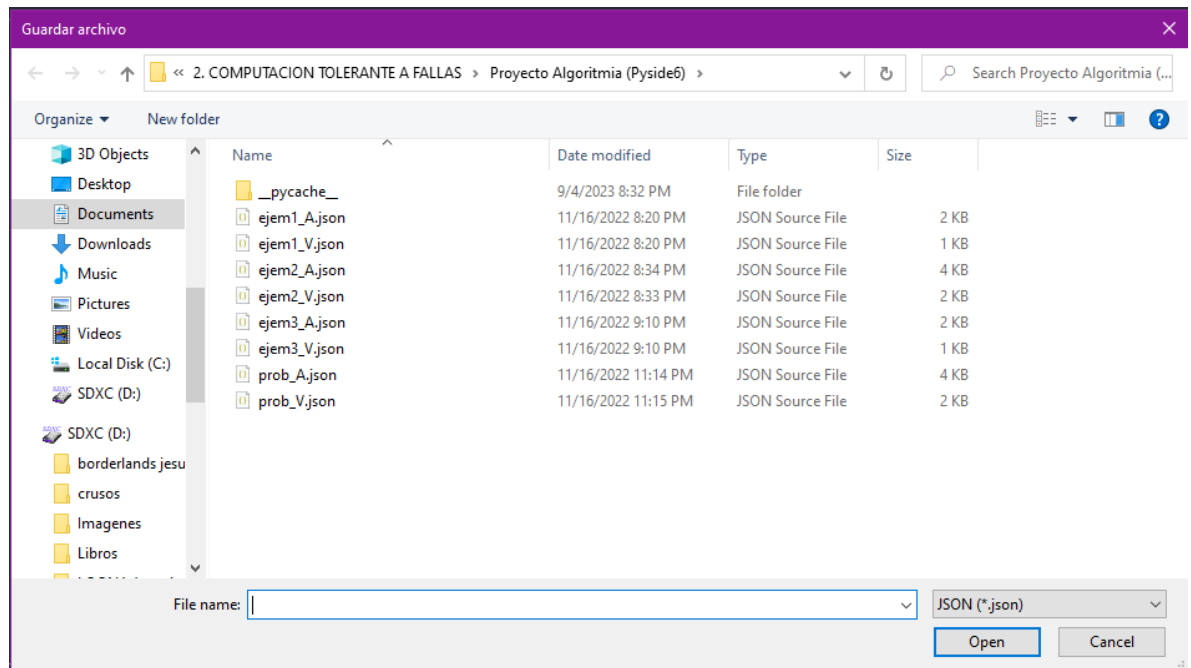 Guardar archivo
« 2. COMPUTACION TOLERANTE A FALLAS › Proyecto Algoritmia (Pyside6) ›
Search Proyecto Algoritmia (...
Organize
New folder
3D Objects
Desktop
Documents
Downloads
Music
Pictures
Videos
Local Disk (C:)
SDXC (D:)
SDXC (D:)
borderlands jesu
crusos
Imagenes
Libros
Name Date modified Type Size
__pycache__ 9/4/2023 8:32 PM File folder
ejem1_A.json 11/16/2022 8:20 PM JSON Source File 2 KB
ejem1_V.json 11/16/2022 8:20 PM JSON Source File 1 KB
ejem2_A.json 11/16/2022 8:34 PM JSON Source File 4 KB
ejem2_V.json 11/16/2022 8:33 PM JSON Source File 2 KB
ejem3_A.json 11/16/2022 9:10 PM JSON Source File 2 KB
ejem3_V.json 11/16/2022 9:10 PM JSON Source File 1 KB
prob_A.json 11/16/2022 11:14 PM JSON Source File 4 KB
prob_V.json 11/16/2022 11:15 PM JSON Source File 2 KB
File name:
JSON (*.json)
Open
Cancel